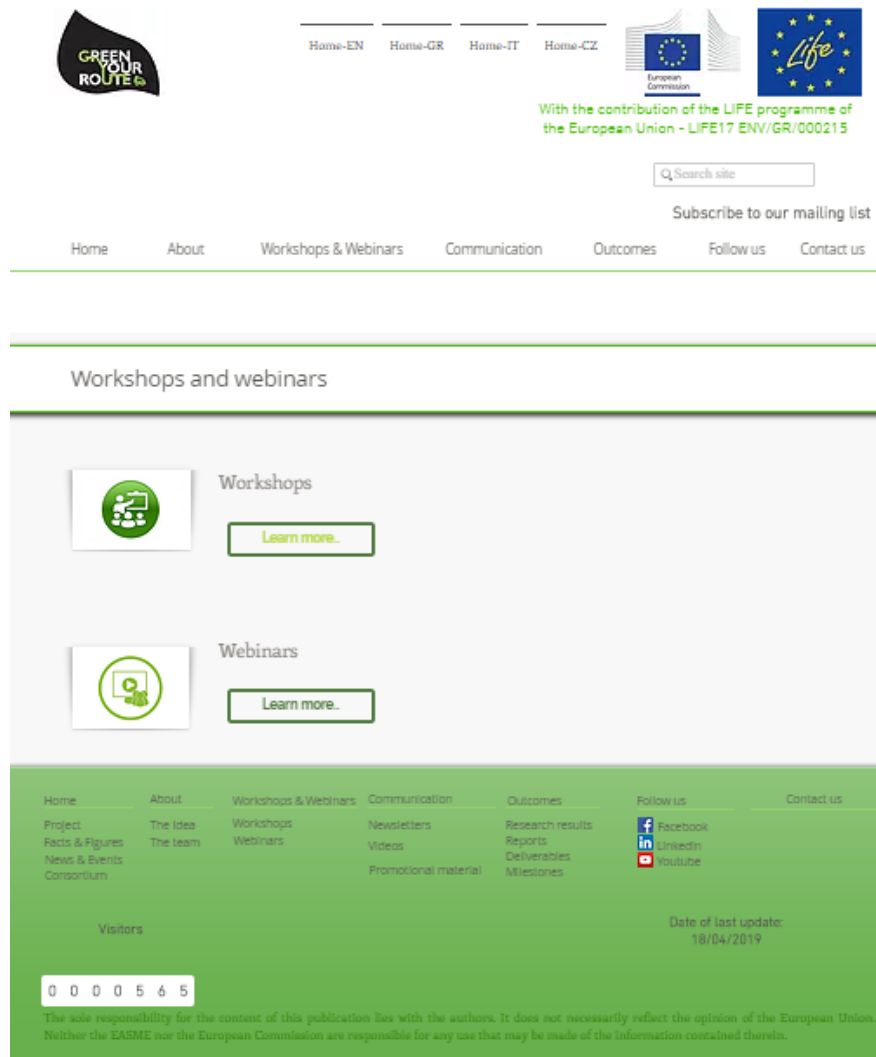 GREEN
YOUR
ROUTE
Home-EN Home-GR Home-IT Home-CZ
European
Commission
Life
With the contribution of the LIFE programme of
the European Union - LIFE17 ENV/GR/000215
Search site
Subscribe to our mailing list
Home About Workshops & Webinars Communication Outcomes Follow us Contact us
Workshops and webinars
Workshops
Learn more..
Webinars
Learn more..
Home About Workshops & Webinars Communication Outcomes Follow us Contact us
Project The Idea Workshops Newsletters Research results Facebook
Facts & Figures The team Webinars Videos Reports LinkedIn
News & Events Deliverables Youtube
Consortium Promotional material Milestones
Visitors
Date of last update:
18/04/2019
0 0 0 0 5 6 5
The sole responsibility for the content of this publication lies with the authors. It does not necessarily reflect the opinion of the European Union.
Neither the EASME nor the European Commission are responsible for any use that may be made of the information contained therein.